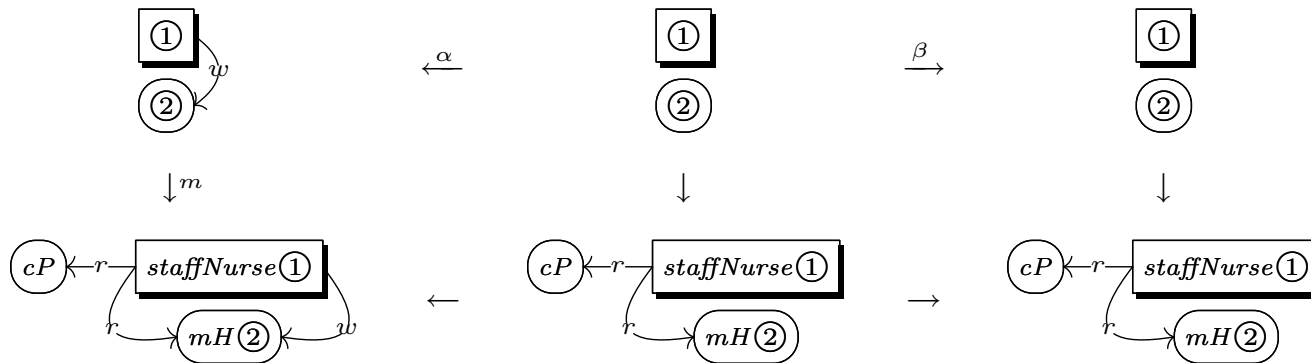 ① ① ①
α β
w
② ② ②
m
cP r staffNurse① cP r staffNurse① cP r staffNurse①
r mH② w r mH② r mH②